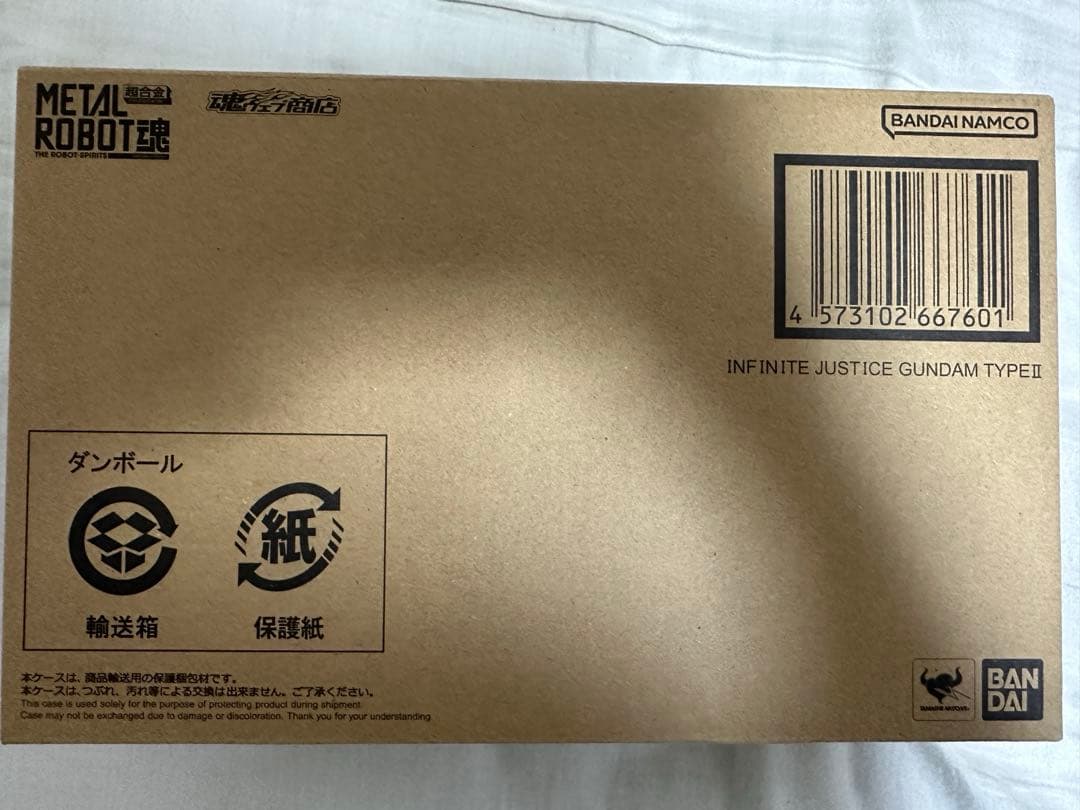 METAL
超合金
ROBOT魂
THE ROBOT SPIRITS
魂ウェブ商店
BANDAI NAMCO
4 573102 667601
INFINITE JUSTICE GUNDAM TYPEⅡ
ダンボール
紙
輸送箱
保護紙
本ケースは、商品輸送用の保護梱包材です。
本ケースは、つぶれ、汚れ等による交換は出来ません。ご了承ください。
This case is used solely for the purpose of protecting product during shipment.
Case may not be exchanged due to damage or discoloration. Thank you for your understanding
TAMASHII NATIONS
BAN
DAI